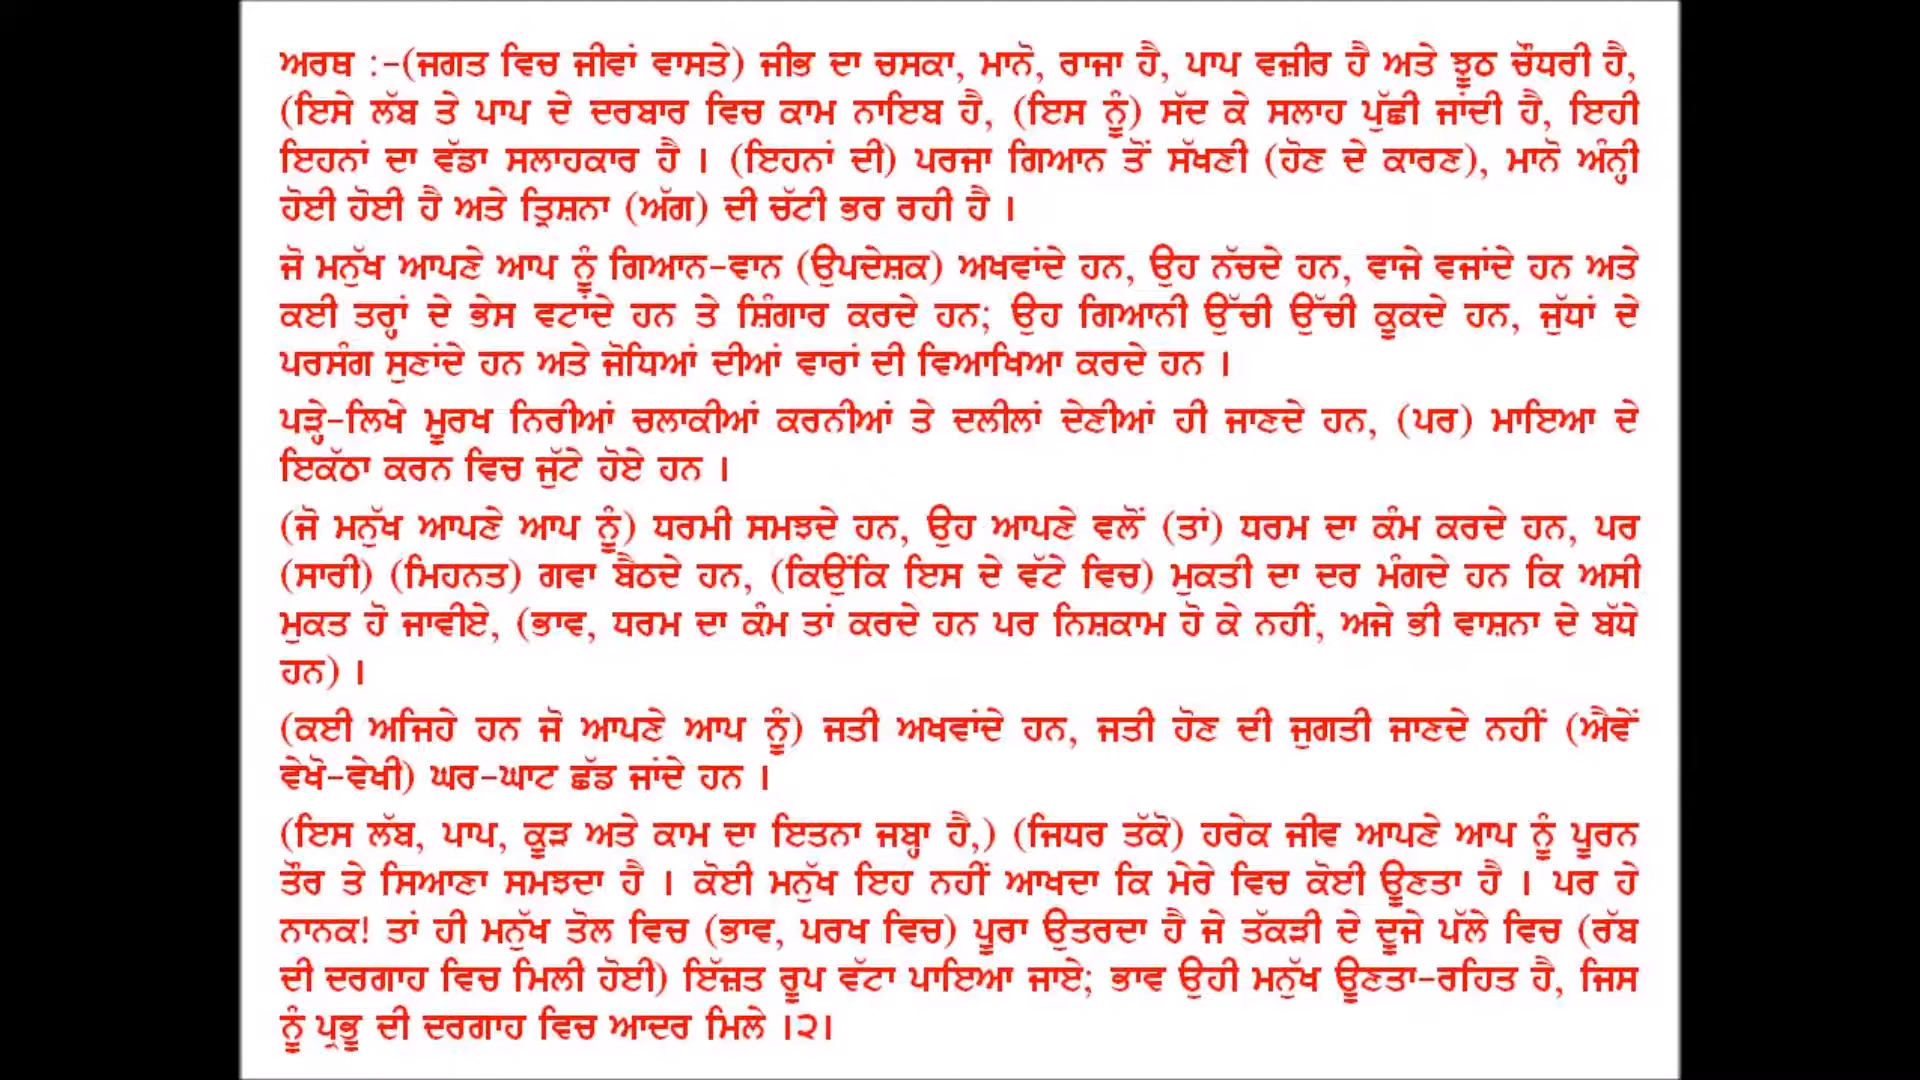 ਅਰਥ :-(ਜਗਤ ਵਿਚ ਜੀਵਾਂ ਵਾਸਤੇ) ਜੀਭ ਦਾ ਚਸਕਾ, ਮਾਨੋ, ਰਾਜਾ ਹੈ, ਪਾਪ ਵਜ਼ੀਰ ਹੈ ਅਤੇ ਝੂਠ ਚੌਧਰੀ ਹੈ,
(ਇਸੇ ਲੱਬ ਤੇ ਪਾਪ ਦੇ ਦਰਬਾਰ ਵਿਚ ਕਾਮ ਨਾਇਬ ਹੈ, (ਇਸ ਨੂੰ) ਸੱਦ ਕੇ ਸਲਾਹ ਪੁੱਛੀ ਜਾਂਦੀ ਹੈ, ਇਹੀ
ਇਹਨਾਂ ਦਾ ਵੱਡਾ ਸਲਾਹਕਾਰ ਹੈ । (ਇਹਨਾਂ ਦੀ) ਪਰਜਾ ਗਿਆਨ ਤੋਂ ਸੱਖਣੀ (ਹੋਣ ਦੇ ਕਾਰਣ), ਮਾਨੋ ਅੰਨ੍ਹੀ
ਹੋਈ ਹੋਈ ਹੈ ਅਤੇ ਤ੍ਰਿਸ਼ਨਾ (ਅੱਗ) ਦੀ ਚੱਟੀ ਭਰ ਰਹੀ ਹੈ ।
ਜੋ ਮਨੁੱਖ ਆਪਣੇ ਆਪ ਨੂੰ ਗਿਆਨ-ਵਾਨ (ਉਪਦੇਸ਼ਕ) ਅਖਵਾਂਦੇ ਹਨ, ਉਹ ਨੱਚਦੇ ਹਨ, ਵਾਜੇ ਵਜਾਂਦੇ ਹਨ ਅਤੇ
ਕਈ ਤਰ੍ਹਾਂ ਦੇ ਭੇਸ ਵਟਾਂਦੇ ਹਨ ਤੇ ਸ਼ਿੰਗਾਰ ਕਰਦੇ ਹਨ; ਉਹ ਗਿਆਨੀ ਉੱਚੀ ਉੱਚੀ ਕੂਕਦੇ ਹਨ, ਜੁੱਧਾਂ ਦੇ
ਪਰਸੰਗ ਸੁਣਾਂਦੇ ਹਨ ਅਤੇ ਜੋਧਿਆਂ ਦੀਆਂ ਵਾਰਾਂ ਦੀ ਵਿਆਖਿਆ ਕਰਦੇ ਹਨ ।
ਪੜ੍ਹੇ-ਲਿਖੇ ਮੂਰਖ ਨਿਰੀਆਂ ਚਲਾਕੀਆਂ ਕਰਨੀਆਂ ਤੇ ਦਲੀਲਾਂ ਦੇਣੀਆਂ ਹੀ ਜਾਣਦੇ ਹਨ, (ਪਰ) ਮਾਇਆ ਦੇ
ਇਕੱਠਾ ਕਰਨ ਵਿਚ ਜੁੱਟੇ ਹੋਏ ਹਨ ।
(ਜੋ ਮਨੁੱਖ ਆਪਣੇ ਆਪ ਨੂੰ) ਧਰਮੀ ਸਮਝਦੇ ਹਨ, ਉਹ ਆਪਣੇ ਵਲੋਂ (ਤਾਂ) ਧਰਮ ਦਾ ਕੰਮ ਕਰਦੇ ਹਨ, ਪਰ
(ਸਾਰੀ) (ਮਿਹਨਤ) ਗਵਾ ਬੈਠਦੇ ਹਨ, (ਕਿਉਂਕਿ ਇਸ ਦੇ ਵੱਟੇ ਵਿਚ) ਮੁਕਤੀ ਦਾ ਦਰ ਮੰਗਦੇ ਹਨ ਕਿ ਅਸੀ
ਮੁਕਤ ਹੋ ਜਾਵੀਏ, (ਭਾਵ, ਧਰਮ ਦਾ ਕੰਮ ਤਾਂ ਕਰਦੇ ਹਨ ਪਰ ਨਿਸ਼ਕਾਮ ਹੋ ਕੇ ਨਹੀਂ, ਅਜੇ ਭੀ ਵਾਸ਼ਨਾ ਦੇ ਬੱਧੇ
ਹਨ) ।
(ਕਈ ਅਜਿਹੇ ਹਨ ਜੋ ਆਪਣੇ ਆਪ ਨੂੰ) ਜਤੀ ਅਖਵਾਂਦੇ ਹਨ, ਜਤੀ ਹੋਣ ਦੀ ਜੁਗਤੀ ਜਾਣਦੇ ਨਹੀਂ (ਐਵੇਂ
ਵੇਖੋ-ਵੇਖੀ) ਘਰ-ਘਾਟ ਛੱਡ ਜਾਂਦੇ ਹਨ ।
(ਇਸ ਲੱਬ, ਪਾਪ, ਕੂੜ ਅਤੇ ਕਾਮ ਦਾ ਇਤਨਾ ਜਬ੍ਹਾ ਹੈ,) (ਜਿਧਰ ਤੱਕੋ) ਹਰੇਕ ਜੀਵ ਆਪਣੇ ਆਪ ਨੂੰ ਪੂਰਨ
ਤੌਰ ਤੇ ਸਿਆਣਾ ਸਮਝਦਾ ਹੈ । ਕੋਈ ਮਨੁੱਖ ਇਹ ਨਹੀਂ ਆਖਦਾ ਕਿ ਮੇਰੇ ਵਿਚ ਕੋਈ ਊਣਤਾ ਹੈ । ਪਰ ਹੇ
ਨਾਨਕ! ਤਾਂ ਹੀ ਮਨੁੱਖ ਤੋਲ ਵਿਚ (ਭਾਵ, ਪਰਖ ਵਿਚ) ਪੂਰਾ ਉਤਰਦਾ ਹੈ ਜੇ ਤੱਕੜੀ ਦੇ ਦੂਜੇ ਪੱਲੇ ਵਿਚ (ਰੱਬ
ਦੀ ਦਰਗਾਹ ਵਿਚ ਮਿਲੀ ਹੋਈ) ਇੱਜ਼ਤ ਰੂਪ ਵੱਟਾ ਪਾਇਆ ਜਾਏ; ਭਾਵ ਉਹੀ ਮਨੁੱਖ ਊਣਤਾ-ਰਹਿਤ ਹੈ, ਜਿਸ
ਨੂੰ ਪ੍ਰਭੂ ਦੀ ਦਰਗਾਹ ਵਿਚ ਆਦਰ ਮਿਲੇ ।੨।